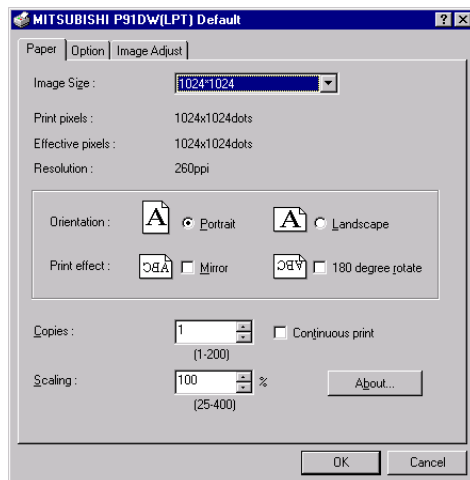 MITSUBISHI P91DW(LPT) Default
Paper Option Image Adjust
Image Size : 1024*1024
Print pixels : 1024x1024dots
Effective pixels : 1024x1024dots
Resolution : 260ppi
Orientation : A Portrait A Landscape
Print effect : ABC Mirror ABC 180 degree rotate
Copies : 1 Continuous print
(1-200)
Scaling : 100 % About...
(25-400)
OK Cancel